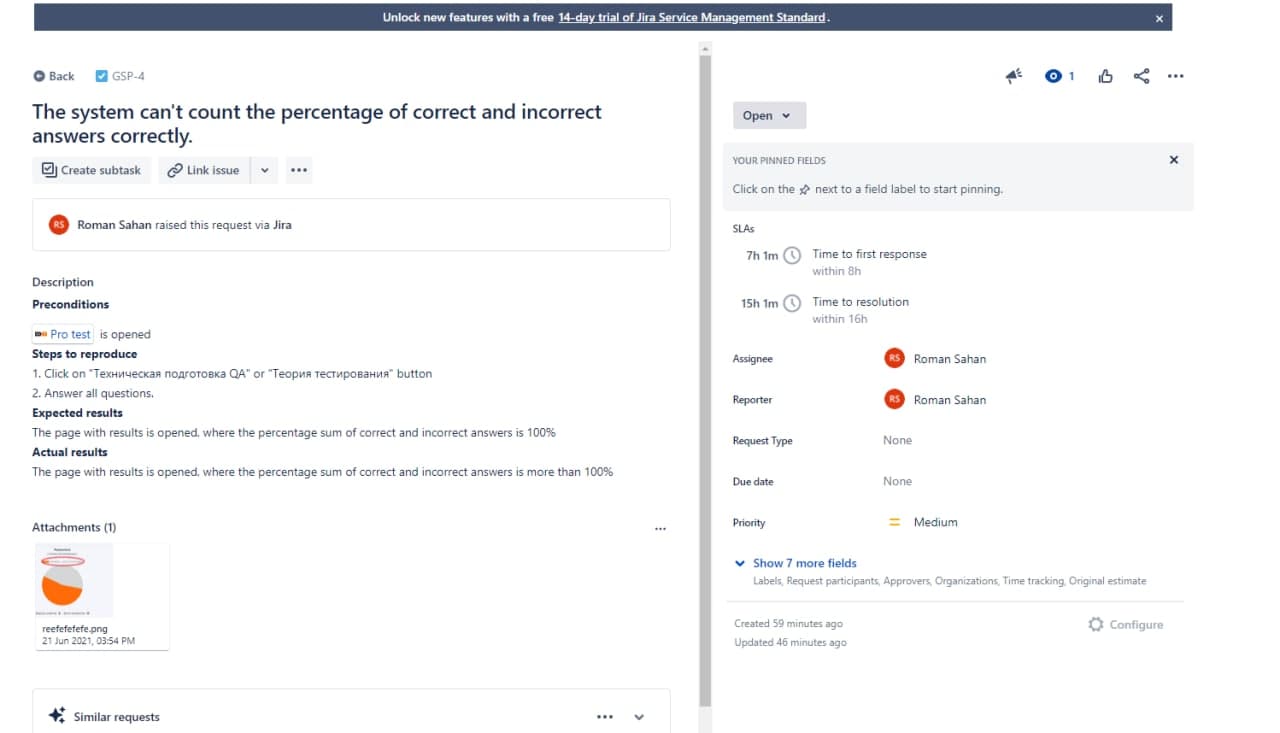 Unlock new features with a free 14-day trial of Jira Service Management Standard.
Back GSP-4
1
The system can't count the percentage of correct and incorrect
answers correctly.
Create subtask Link issue
RS Roman Sahan raised this request via Jira
Description
Preconditions
Pro test is opened
Steps to reproduce
1. Click on "Техническая подготовка QA" or "Теория тестирования" button
2. Answer all questions.
Expected results
The page with results is opened, where the percentage sum of correct and incorrect answers is 100%
Actual results
The page with results is opened, where the percentage sum of correct and incorrect answers is more than 100%
Attachments (1)
reefefefefe.png
21 Jun 2021, 03:54 PM
Similar requests
Open
YOUR PINNED FIELDS
Click on the next to a field label to start pinning.
SLAs
7h 1m Time to first response
within 8h
15h 1m Time to resolution
within 16h
Assignee RS Roman Sahan
Reporter RS Roman Sahan
Request Type None
Due date None
Priority Medium
Show 7 more fields
Labels, Request participants, Approvers, Organizations, Time tracking, Original estimate
Created 59 minutes ago
Configure
Updated 46 minutes ago